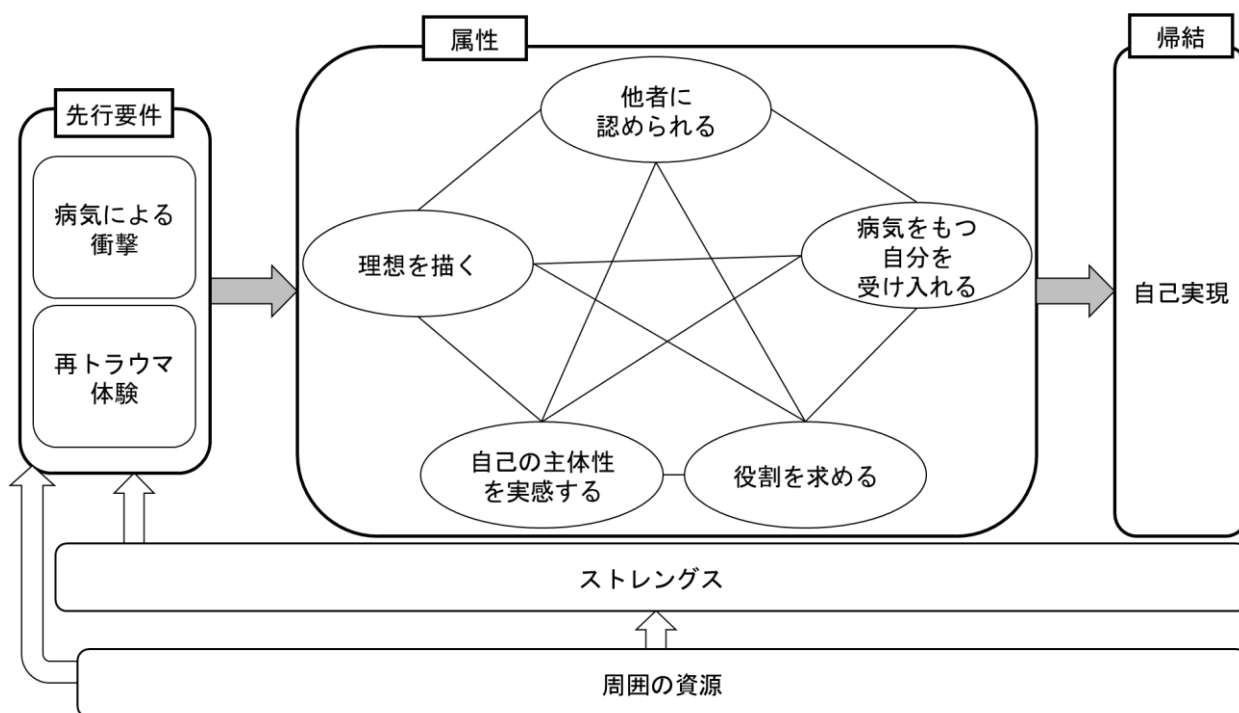 先行要件
病気による
衝撃
再トラウマ
体験
属性
他者に
認められる
理想を描く
病気をもつ
自分を
受け入れる
自己の主体性
を実感する
役割を求める
帰結
自己実現
ストレングス
周囲の資源